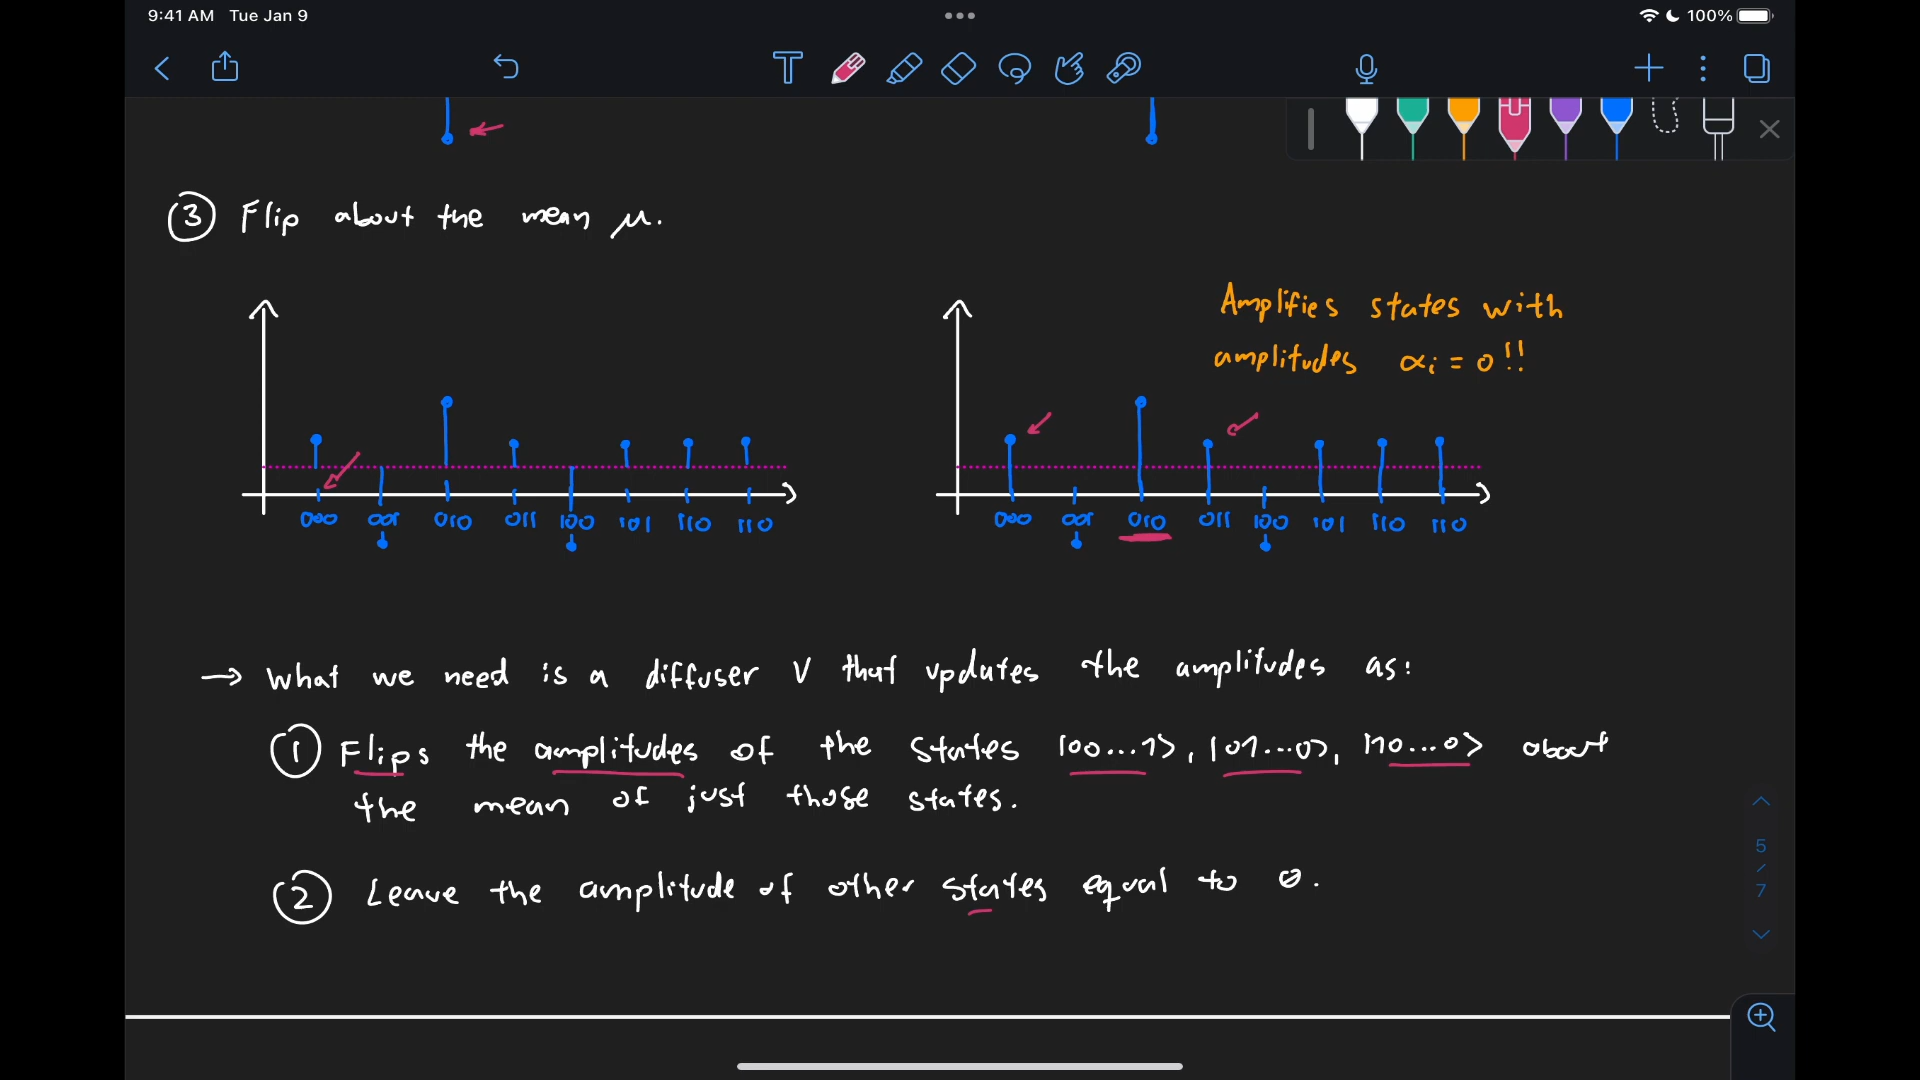 9:41 AM Tue Jan 9
100%
③ Flip about the mean μ.
Amplifies states with
amplitudes αi = 0!!
000 001 010 011 100 101 110 110
000 001 010 011 100 101 110 110
→ What we need is a diffuser V that updates the amplitudes as:
① Flips the amplitudes of the states |00...1⟩, |01...0⟩, |10...0⟩ about
the mean of just those states.
② Leave the amplitude of other states equal to 0.
5
/
7